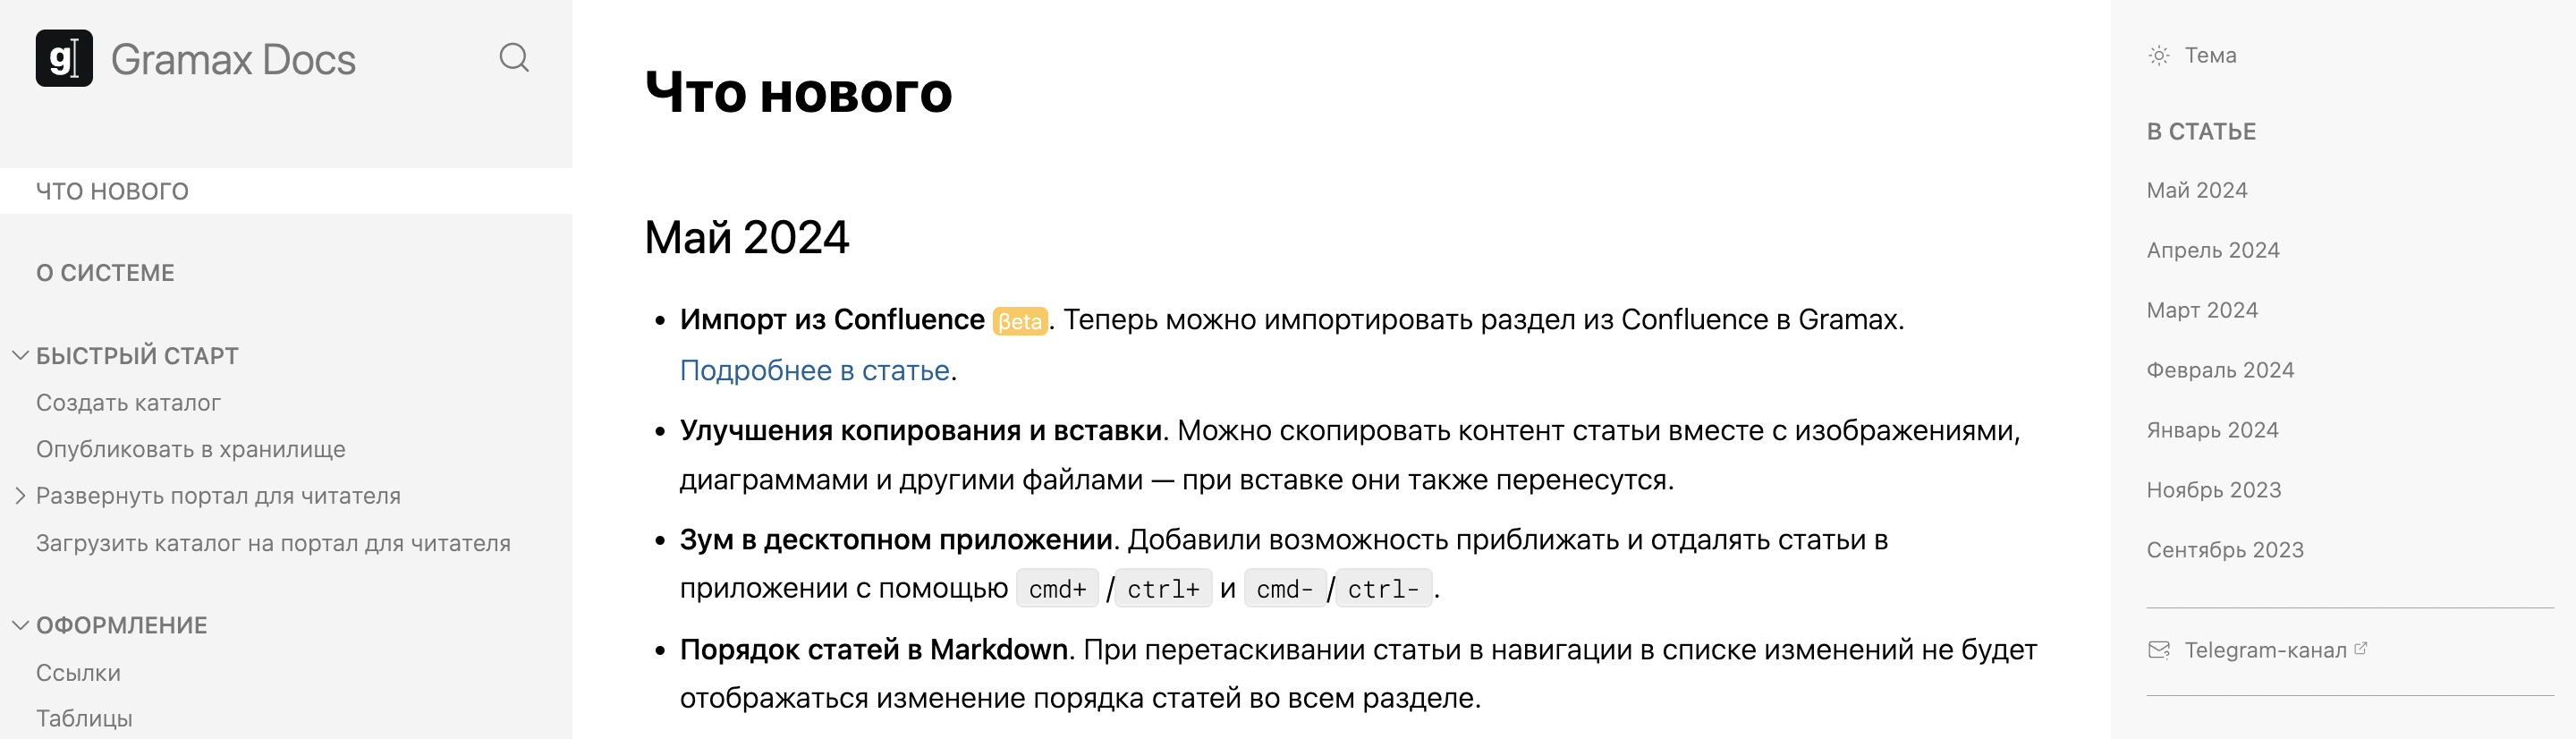 Gramax Docs
ЧТО НОВОГО
О СИСТЕМЕ
БЫСТРЫЙ СТАРТ
Создать каталог
Опубликовать в хранилище
Развернуть портал для читателя
Загрузить каталог на портал для читателя
ОФОРМЛЕНИЕ
Ссылки
Таблицы
Что нового
Май 2024
• Импорт из Confluence βeta. Теперь можно импортировать раздел из Confluence в Gramax.
Подробнее в статье.
• Улучшения копирования и вставки. Можно скопировать контент статьи вместе с изображениями,
диаграммами и другими файлами — при вставке они также перенесутся.
• Зум в десктопном приложении. Добавили возможность приближать и отдалять статьи в
приложении с помощью cmd+ / ctrl+ и cmd- / ctrl- .
• Порядок статей в Markdown. При перетаскивании статьи в навигации в списке изменений не будет
отображаться изменение порядка статей во всем разделе.
Тема
В СТАТЬЕ
Май 2024
Апрель 2024
Март 2024
Февраль 2024
Январь 2024
Ноябрь 2023
Сентябрь 2023
Telegram-канал